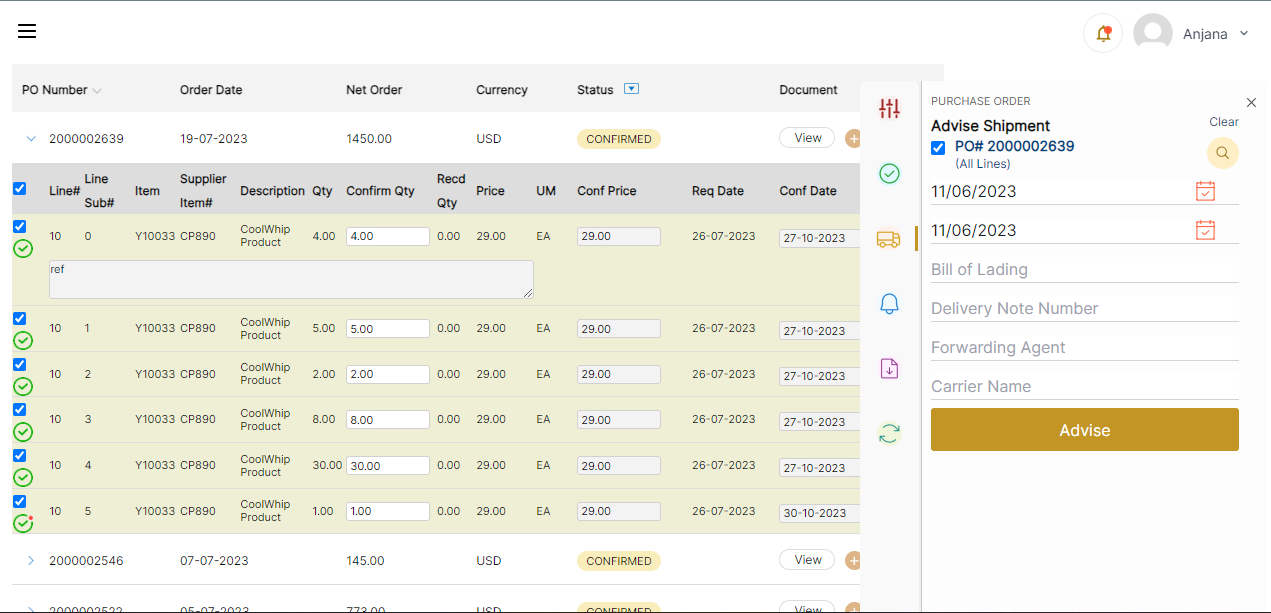 Anjana
PO Number Order Date Net Order Currency Status Document
2000002639 19-07-2023 1450.00 USD CONFIRMED View
Line# Line Sub# Item Supplier Item# Description Qty Confirm Qty Recd Qty Price UM Conf Price Req Date Conf Date
10 0 Y10033 CP890 CoolWhip Product 4.00 4.00 0.00 29.00 EA 29.00 26-07-2023 27-10-2023
ref
10 1 Y10033 CP890 CoolWhip Product 5.00 5.00 0.00 29.00 EA 29.00 26-07-2023 27-10-2023
10 2 Y10033 CP890 CoolWhip Product 2.00 2.00 0.00 29.00 EA 29.00 26-07-2023 27-10-2023
10 3 Y10033 CP890 CoolWhip Product 8.00 8.00 0.00 29.00 EA 29.00 26-07-2023 27-10-2023
10 4 Y10033 CP890 CoolWhip Product 30.00 30.00 0.00 29.00 EA 29.00 26-07-2023 27-10-2023
10 5 Y10033 CP890 CoolWhip Product 1.00 1.00 0.00 29.00 EA 29.00 26-07-2023 30-10-2023
2000002546 07-07-2023 145.00 USD CONFIRMED View
2000002522 05-07-2023 773.00 USD CONFIRMED View
PURCHASE ORDER
Clear
Advise Shipment
PO# 2000002639
(All Lines)
11/06/2023
11/06/2023
Bill of Lading
Delivery Note Number
Forwarding Agent
Carrier Name
Advise